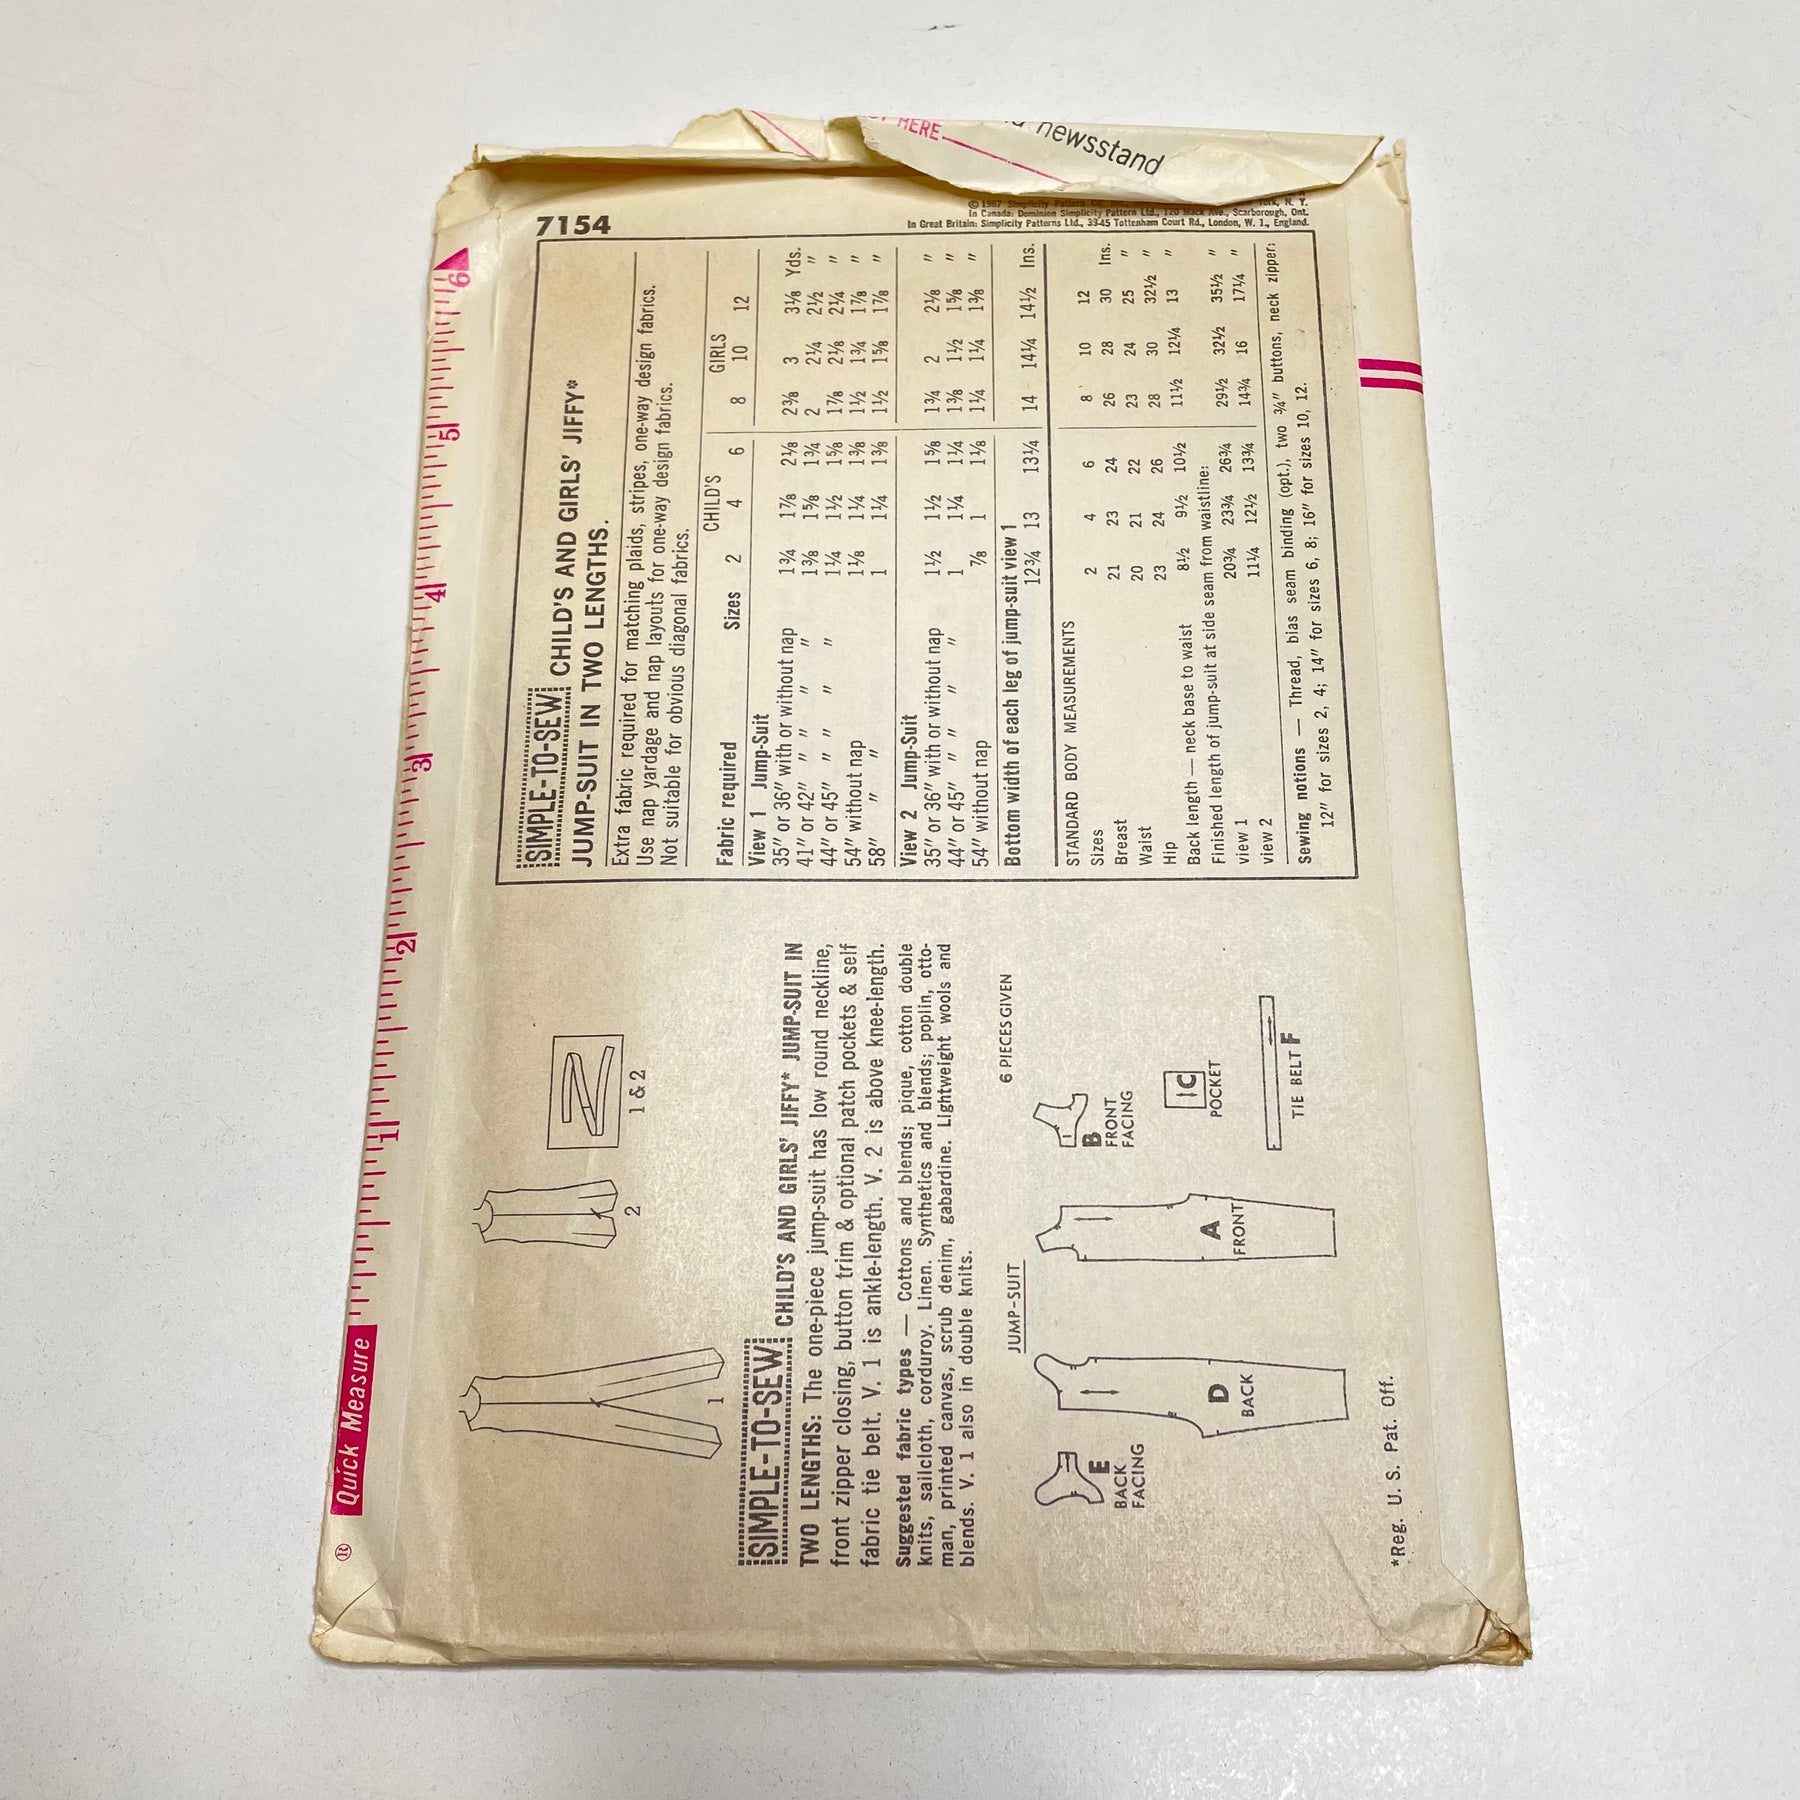 OF HERE
newsstand
7154
© 1967 Simplicity Pattern Co. York, N. Y.
In Canada: Dominion Simplicity Pattern Ltd., 120 Mack Ave., Scarborough, Ont.
In Great Britain: Simplicity Patterns Ltd., 33-45 Tottenham Court Rd., London, W. 1., England.
SIMPLE-TO-SEW CHILD'S AND GIRLS' JIFFY*
JUMP-SUIT IN TWO LENGTHS.
Extra fabric required for matching plaids, stripes, one-way design fabrics.
Use nap yardage and nap layouts for one-way design fabrics.
Not suitable for obvious diagonal fabrics.
CHILD'S GIRLS
Fabric required Sizes 2 4 6 8 10 12
View 1 Jump-Suit
35" or 36" with or without nap 1¾ 1⅞ 2⅛ 2⅜ 3 3⅛ Yds.
41" or 42" " " " " 1⅜ 1⅝ 1¾ 2 2¼ 2½ "
44" or 45" " " " " 1¼ 1½ 1⅝ 1⅞ 2⅛ 2¼ "
54" without nap 1⅛ 1¼ 1⅜ 1½ 1¾ 1⅞ "
58" " " 1 1¼ 1⅜ 1½ 1⅝ 1⅞ "
View 2 Jump-Suit
35" or 36" with or without nap 1½ 1½ 1⅝ 1¾ 2 2⅛ "
44" or 45" " " " " 1 1¼ 1¼ 1⅜ 1½ 1⅝ "
54" without nap ⅞ 1 1⅛ 1¼ 1¼ 1⅜ "
Bottom width of each leg of jump-suit view 1
12¾ 13 13¼ 14 14¼ 14½ Ins.
STANDARD BODY MEASUREMENTS
Sizes 2 4 6 8 10 12
Breast 21 23 24 26 28 30 Ins.
Waist 20 21 22 23 24 25 "
Hip 23 24 26 28 30 32½ "
Back length — neck base to waist 8½ 9½ 10½ 11½ 12¼ 13 "
Finished length of jump-suit at side seam from waistline:
view 1 20¾ 23¾ 26¾ 29½ 32½ 35½ "
view 2 11¼ 12½ 13¾ 14¾ 16 17¼ "
Sewing notions — Thread, bias seam binding (opt.), two ¾" buttons, neck zipper:
12" for sizes 2, 4; 14" for sizes 6, 8; 16" for sizes 10, 12.
Quick Measure
®
1
2
3
4
5
6
1
2
1 & 2
SIMPLE-TO-SEW CHILD'S AND GIRLS' JIFFY* JUMP-SUIT IN
TWO LENGTHS: The one-piece jump-suit has low round neckline,
front zipper closing, button trim & optional patch pockets & self
fabric tie belt. V. 1 is ankle-length. V. 2 is above knee-length.
Suggested fabric types — Cottons and blends; pique, cotton double
knits, sailcloth, corduroy. Linen. Synthetics and blends; poplin, otto-
man, printed canvas, scrub denim, gabardine. Lightweight wools and
blends. V. 1 also in double knits.
JUMP-SUIT
6 PIECES GIVEN
E
BACK
FACING
D
BACK
A
FRONT
B
FRONT
FACING
C
POCKET
TIE BELT F
*Reg. U. S. Pat. Off.